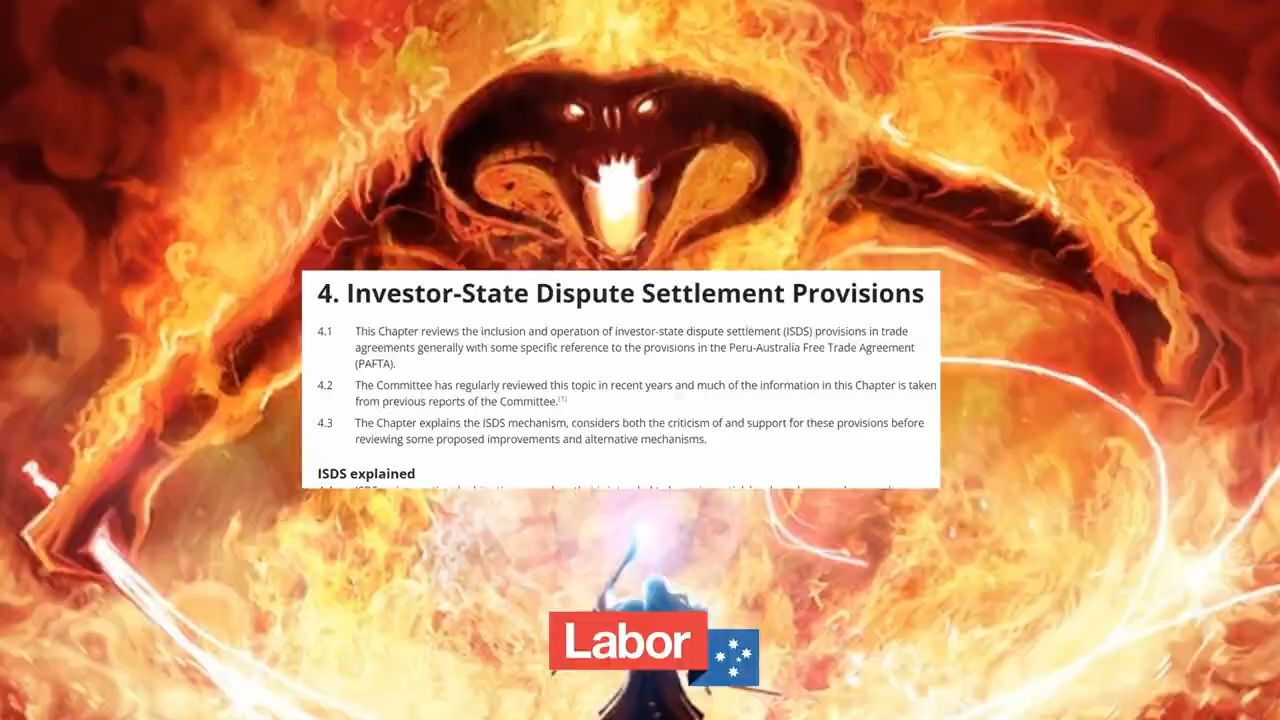 4. Investor-State Dispute Settlement Provisions
4.1 This Chapter reviews the inclusion and operation of investor-state dispute settlement (ISDS) provisions in trade
agreements generally with some specific reference to the provisions in the Peru-Australia Free Trade Agreement
(PAFTA).
4.2 The Committee has regularly reviewed this topic in recent years and much of the information in this Chapter is taken
from previous reports of the Committee.[1]
4.3 The Chapter explains the ISDS mechanism, considers both the criticism of and support for these provisions before
reviewing some proposed improvements and alternative mechanisms.
ISDS explained
Labor